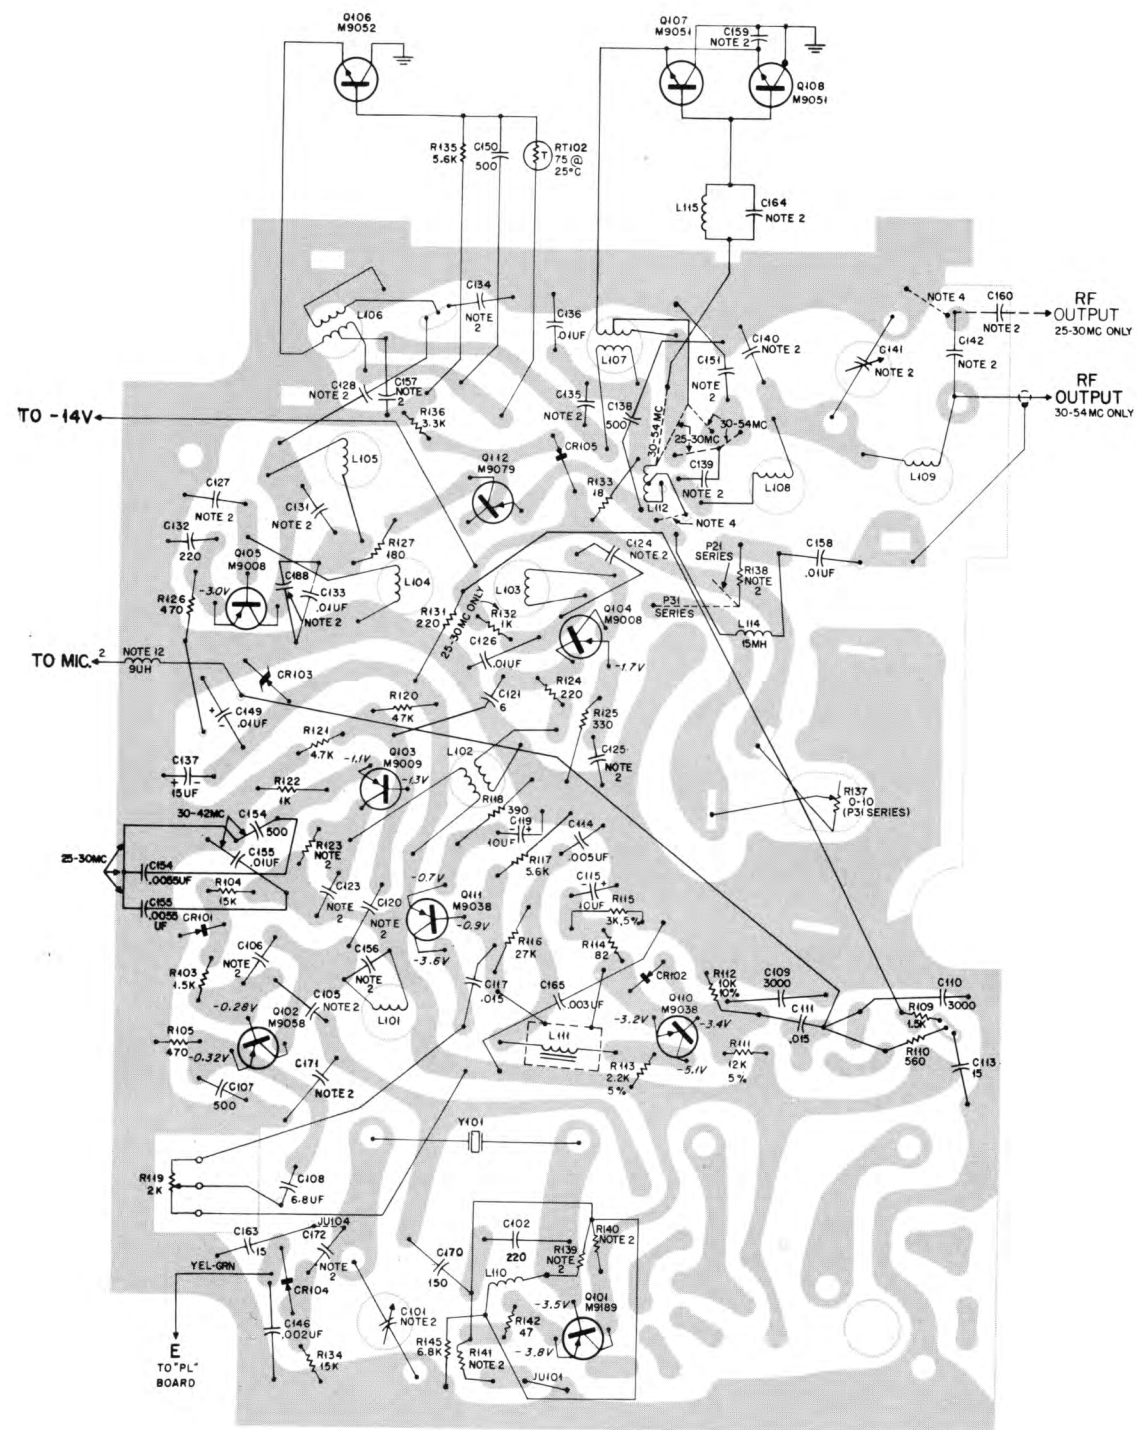 Q106
M9052
Q107
M9051
C159
NOTE 2
Q108
M9051
R135
5.6K
C150
500
RT102
75 @
25°C
T
L115
C164
NOTE 2
C134
NOTE
2
L106
C136
.01UF
L107
C151
NOTE
2
C140
NOTE 2
C141
NOTE 2
NOTE 4
C160
NOTE 2
RF
OUTPUT
25-30MC ONLY
C142
NOTE 2
RF
OUTPUT
30-54MC ONLY
C128
NOTE 2
C157
NOTE
2
TO -14V
R136
3.3K
C135
NOTE 2
C138
500
30-54MC
30-54MC
25-30MC
L105
Q112
M9079
CR105
R133
18
C139
NOTE
2
L108
L109
L112
NOTE 4
C127
NOTE 2
C131
NOTE 2
C132
220
Q105
M9008
R127
180
C124
NOTE 2
P21
SERIES
C158
.01UF
-3.0V
C188
C133
.01UF
NOTE 2
L104
L103
R138
NOTE
2
R126
470
R131
220
25-30MC ONLY
R132
1K
Q104
M9008
P31
SERIES
L114
15MH
C126
.01UF
TO MIC.
2
NOTE 12
9UH
CR103
-1.7V
C149
.01UF
+
-
R120
47K
C121
6
R124
220
R125
330
R121
4.7K
L102
C125
NOTE
2
C137
15UF
+
-
Q103
M9009
-1.1V
-1.3V
R122
1K
R118
390
R137
0-10
(P31 SERIES)
30-42MC
C154
500
C119
10UF
-
+
C114
.005UF
25-30MC
C155
.01UF
R123
NOTE
2
R117
5.6K
C154
.0055UF
R104
15K
C123
NOTE
2
C120
NOTE
2
-0.7V
Q111
M9038
-0.9V
-3.6V
C115
10UF
-
+
R115
3K,5%
C155
.0055
UF
CR101
R116
27K
R114
82
C106
NOTE
2
C156
NOTE
2
R103
1.5K
C117
.015
C165
.003UF
CR102
R112
10K
10%
C109
3000
C110
3000
-0.28V
Q102
M9058
C105
NOTE 2
L101
L111
Q110
M9038
-3.2V
-3.4V
-5.1V
C111
.015
R109
1.5K
R105
470
-0.32V
R111
12K
5%
R110
560
C107
500
C171
NOTE 2
R113
2.2K
5%
C113
15
Y101
R119
2K
C108
6.8UF
C163
15
JU104
C172
NOTE
2
C102
220
R140
NOTE 2
R139
NOTE
2
YEL-GRN
C170
150
L110
CR104
C101
NOTE 2
-3.5V
Q101
M9189
-3.8V
R142
47
E
TO "PL"
BOARD
C146
.002UF
R134
15K
R145
6.8K
R141
NOTE 2
JU101